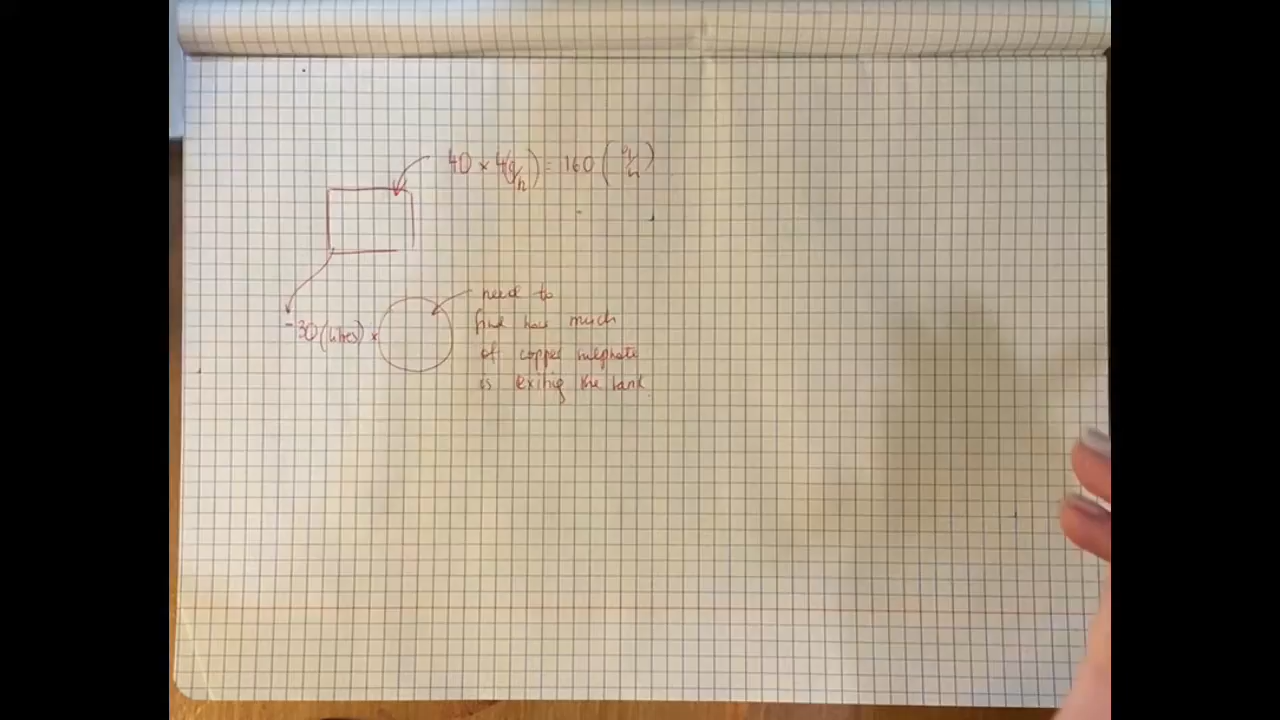 40 × 4(g/h) = 160 (g/h)
-30 (litres) ×
need to
find how much
of copper sulphate
is exiting the tank.